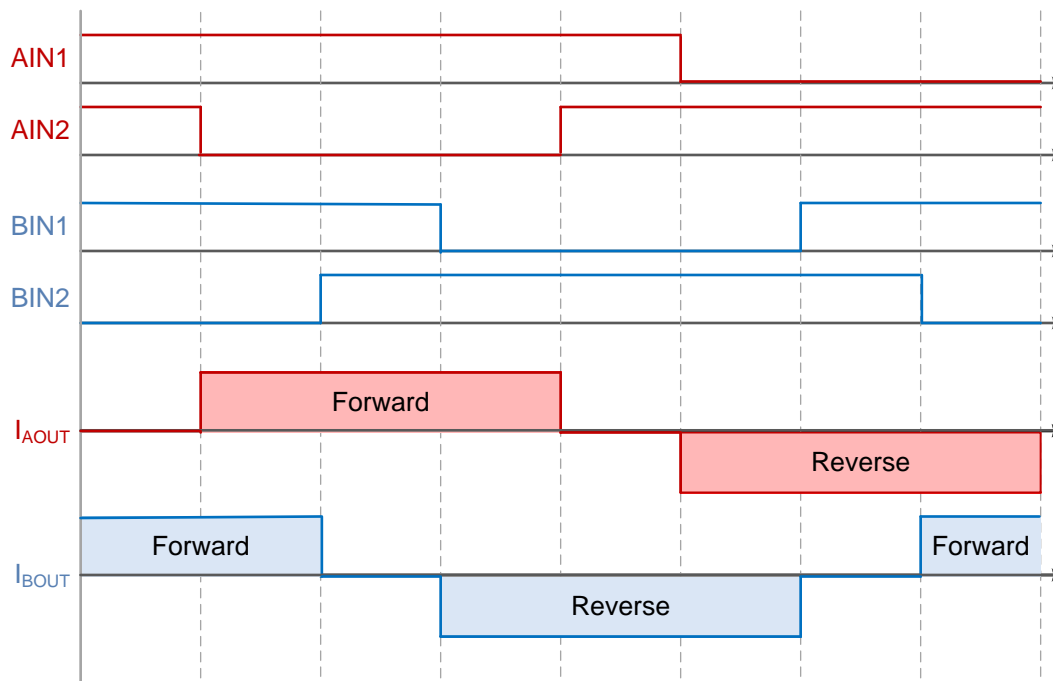 AIN1
AIN2
BIN1
BIN2
Forward
IAOUT
Reverse
Forward
Forward
IBOUT
Reverse